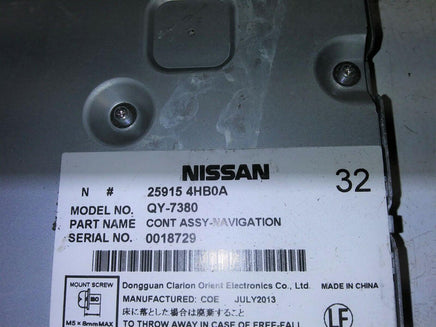 NISSAN
32
N # 25915 4HB0A
MODEL NO. QY-7380
PART NAME CONT ASSY-NAVIGATION
SERIAL NO. 0018729
MOUNT SCREW
Dongguan Clarion Orient Electronics Co., Ltd. MADE IN CHINA
MANUFACTURED: COE JULY2013
床に落とした場合は廃棄すること
M5 x 8mmMAX
TO THROW AWAY IN CASE OF FREE-FALL
LF